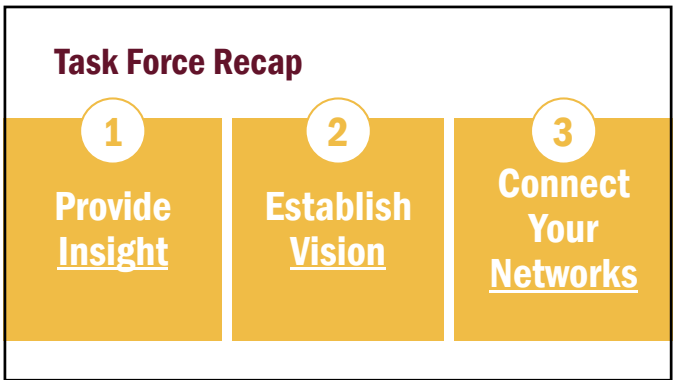 Task Force Recap
1
Provide
Insight
2
Establish
Vision
3
Connect
Your
Networks